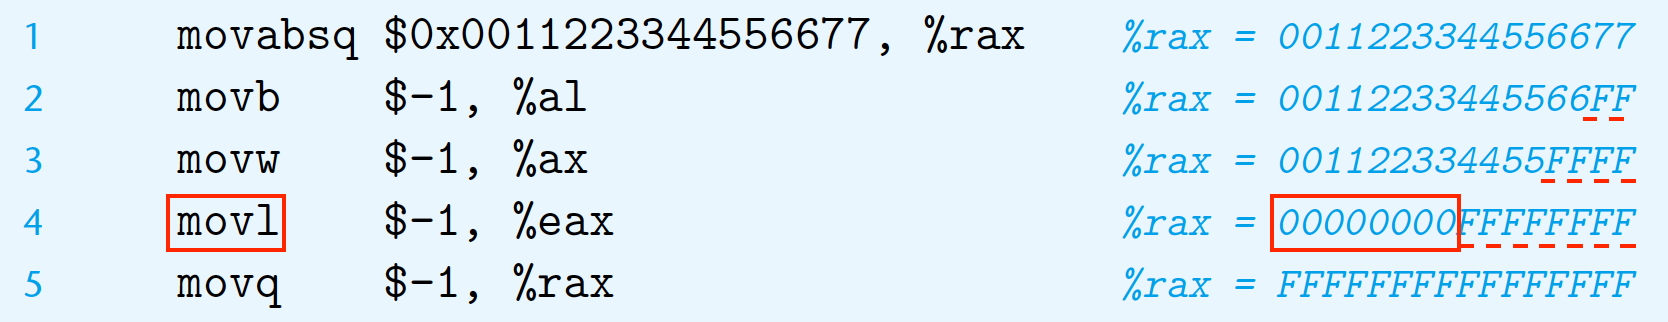 1 movabsq $0x0011223344556677, %rax %rax = 0011223344556677
2 movb $-1, %al %rax = 00112233445566FF
3 movw $-1, %ax %rax = 001122334455FFFF
4 movl $-1, %eax %rax = 00000000FFFFFFFF
5 movq $-1, %rax %rax = FFFFFFFFFFFFFFFF